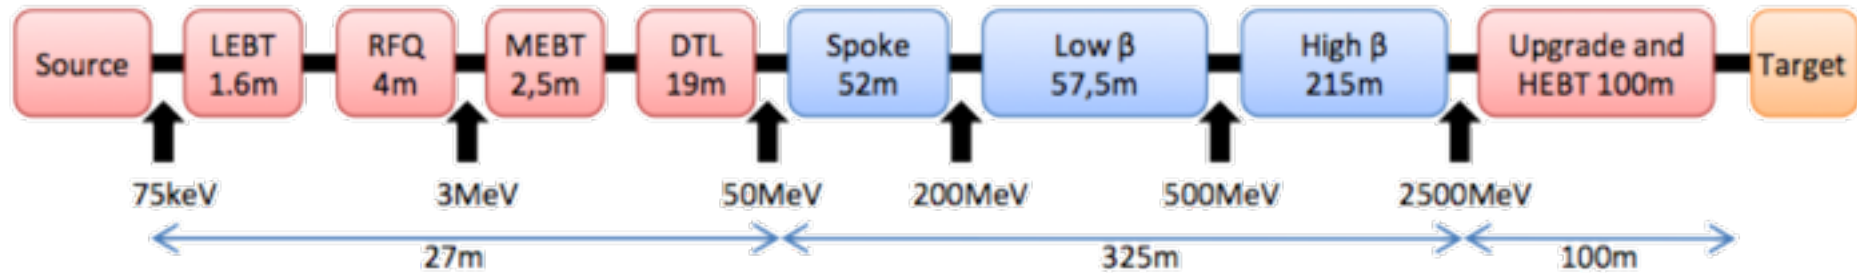 Source
LEBT
1.6m
RFQ
4m
MEBT
2,5m
DTL
19m
Spoke
52m
Low β
57,5m
High β
215m
Upgrade and
HEBT 100m
Target
75keV
3MeV
50MeV
200MeV
500MeV
2500MeV
27m
325m
100m